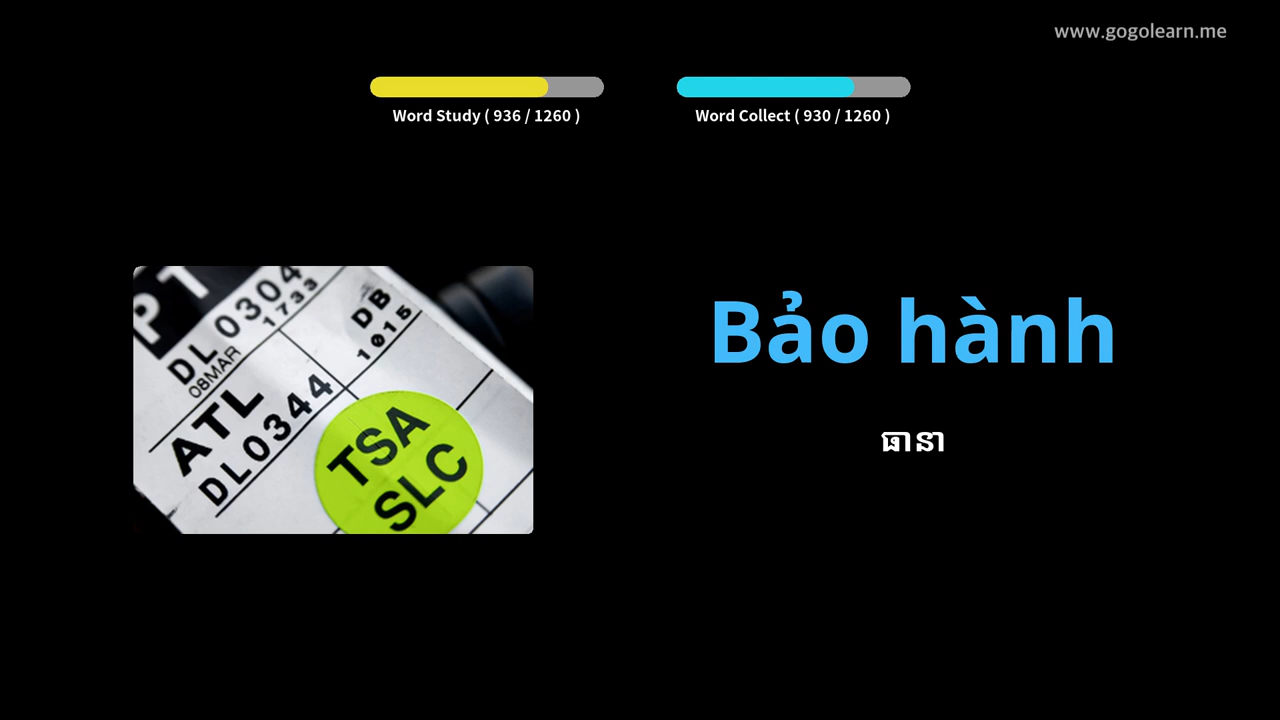 www.gogolearn.me
Word Study ( 936 / 1260 )
Word Collect ( 930 / 1260 )
P1
DL0304
1733
08MAR
DB
1015
ATL
DL0344
TSA
SLC
Bảo hành
ធានា